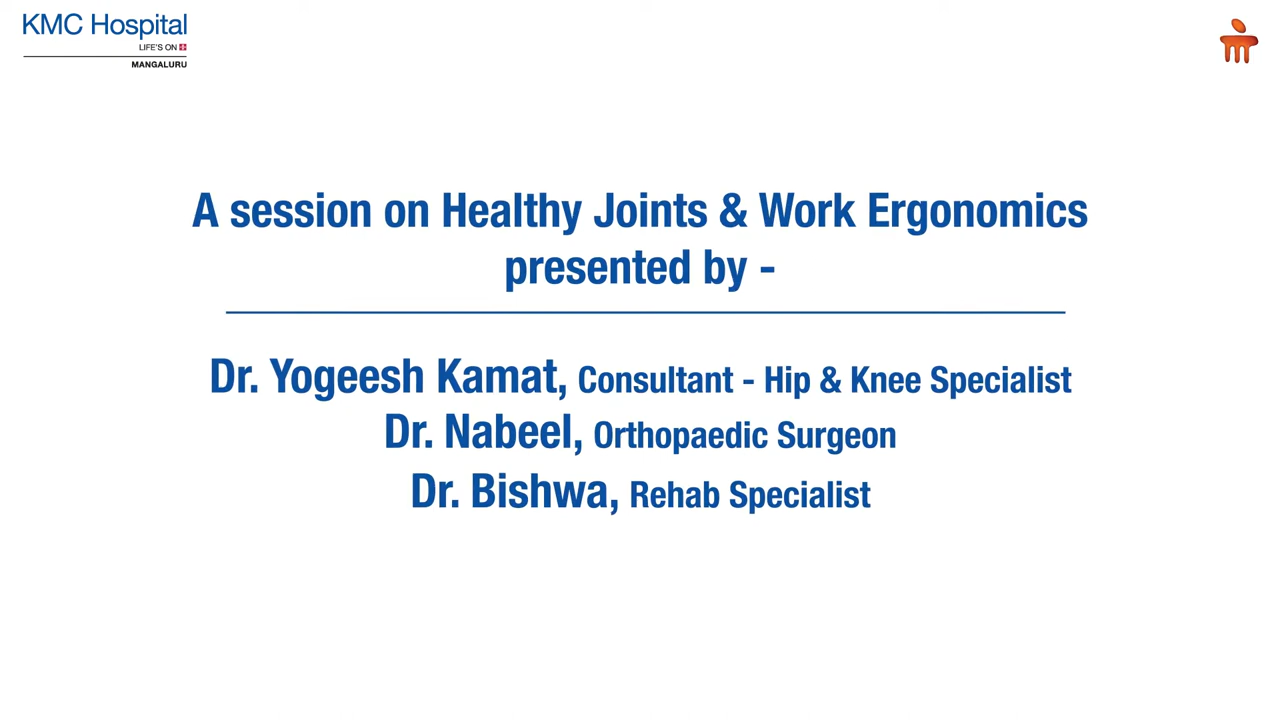 KMC Hospital
LIFE'S ON
MANGALURU
A session on Healthy Joints & Work Ergonomics
presented by -
Dr. Yogeesh Kamat, Consultant - Hip & Knee Specialist
Dr. Nabeel, Orthopaedic Surgeon
Dr. Bishwa, Rehab Specialist